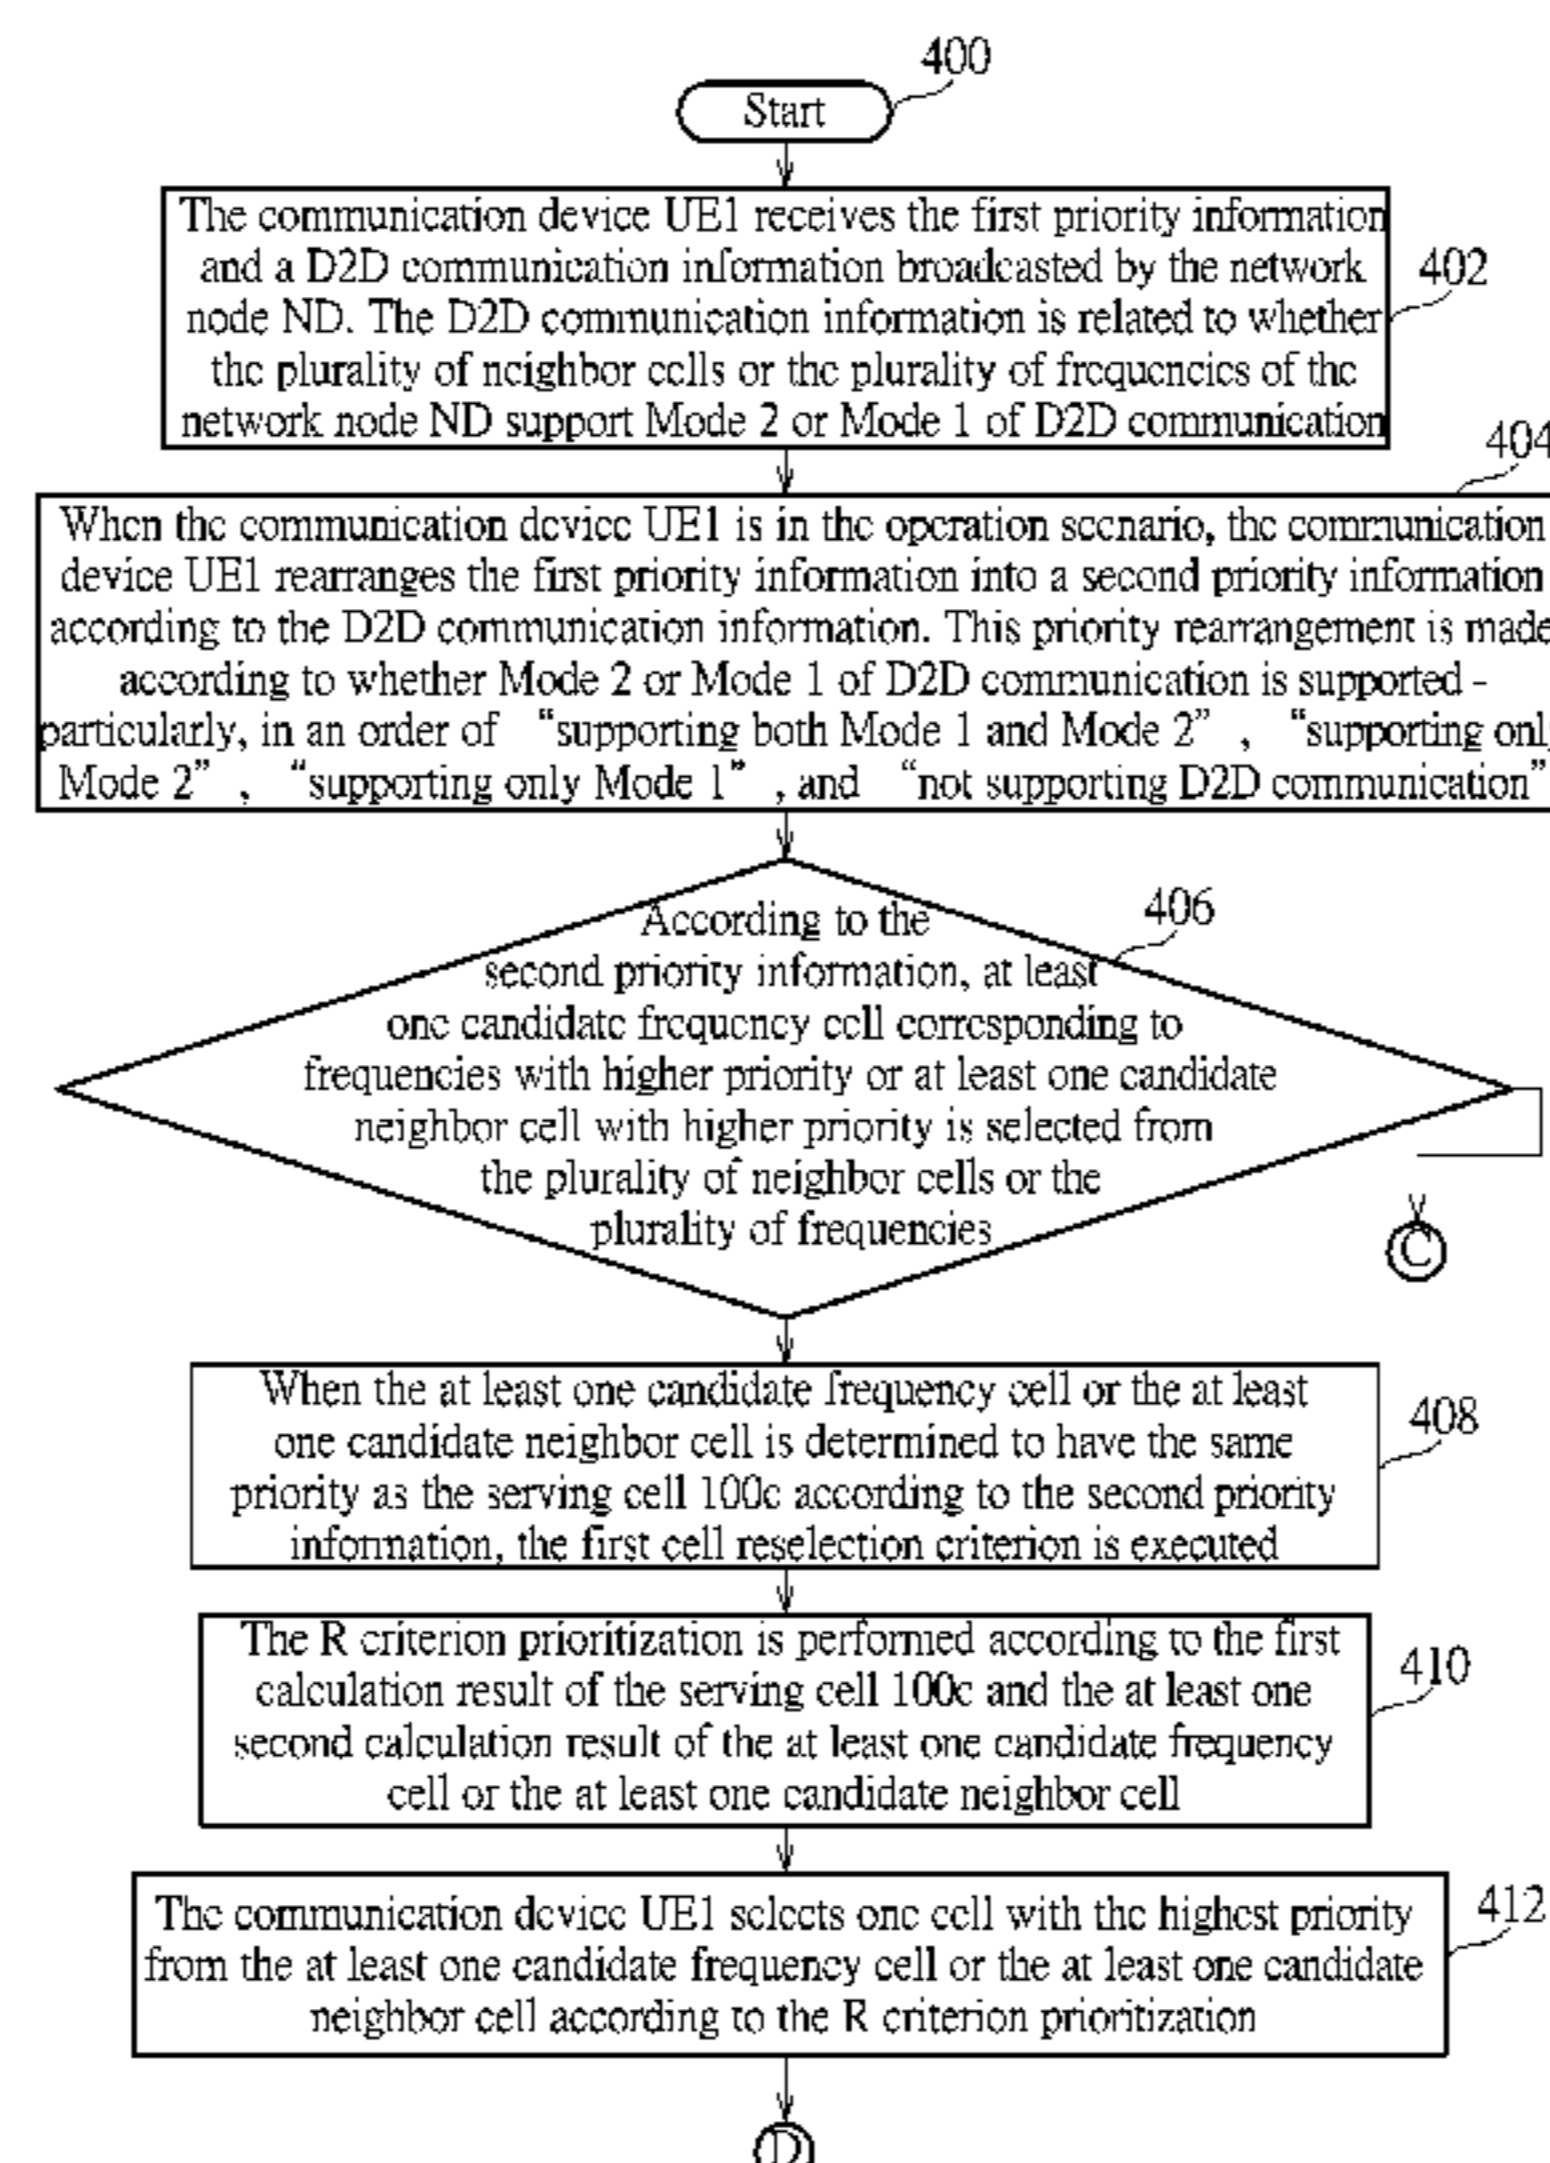 400
Start
The communication device UE1 receives the first priority information
and a D2D communication information broadcasted by the network
node ND. The D2D communication information is related to whether
the plurality of neighbor cells or the plurality of frequencies of the
network node ND support Mode 2 or Mode 1 of D2D communication
402
404
When the communication device UE1 is in the operation scenario, the communication
device UE1 rearranges the first priority information into a second priority information
according to the D2D communication information. This priority rearrangement is made
according to whether Mode 2 or Mode 1 of D2D communication is supported -
particularly, in an order of “supporting both Mode 1 and Mode 2” , “supporting only
Mode 2” , “supporting only Mode 1” , and “not supporting D2D communication”
406
According to the
second priority information, at least
one candidate frequency cell corresponding to
frequencies with higher priority or at least one candidate
neighbor cell with higher priority is selected from
the plurality of neighbor cells or the
plurality of frequencies
C
When the at least one candidate frequency cell or the at least
one candidate neighbor cell is determined to have the same
priority as the serving cell 100c according to the second priority
information, the first cell reselection criterion is executed
408
The R criterion prioritization is performed according to the first
calculation result of the serving cell 100c and the at least one
second calculation result of the at least one candidate frequency
cell or the at least one candidate neighbor cell
410
The communication device UE1 selects one cell with the highest priority
from the at least one candidate frequency cell or the at least one candidate
neighbor cell according to the R criterion prioritization
412
D